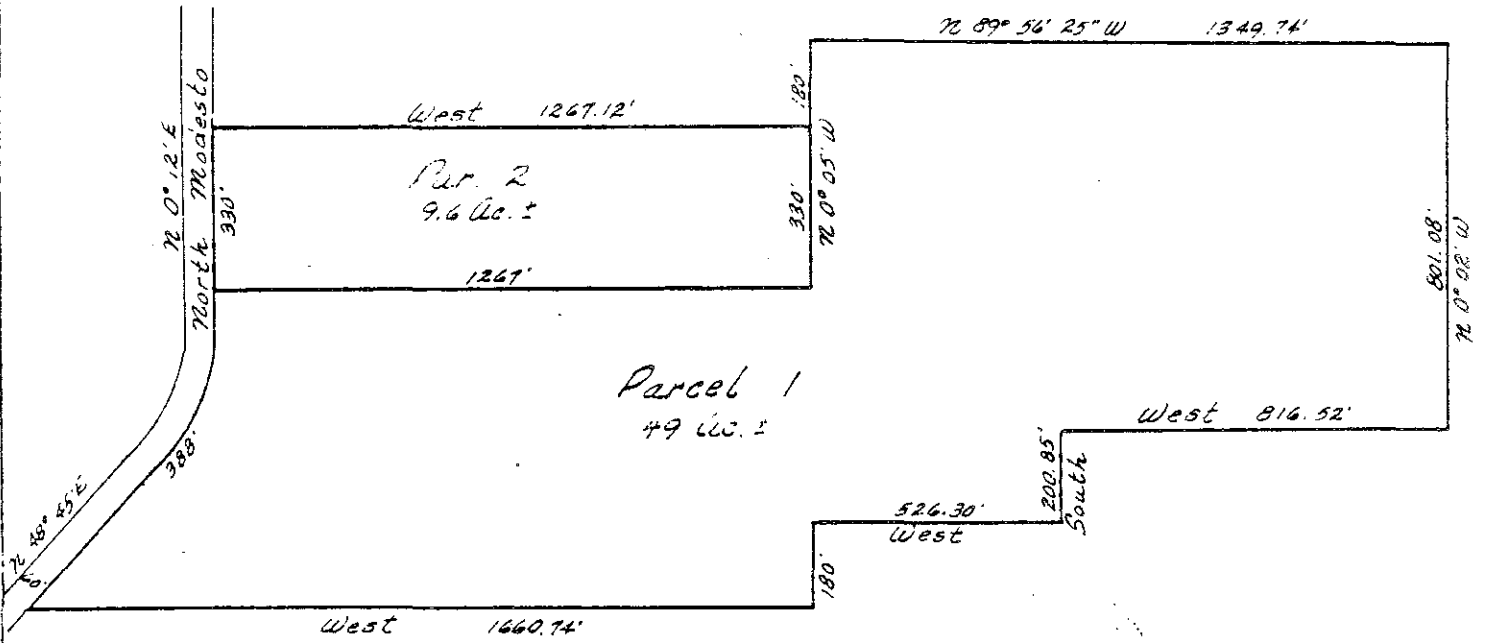 N 89° 56' 25" W 1349.74'
180'
West 1267.12'
N 0° 12' E
North Modesto
Par. 2
9.6 Ac. ±
330'
330'
N 0° 05' W
1267'
801.08'
N 0° 02' W
Parcel 1
49 Ac. ±
388'
West 816.52'
200.85'
South
526.30'
West
N 48° 45' E
60'
180'
West 1660.74'